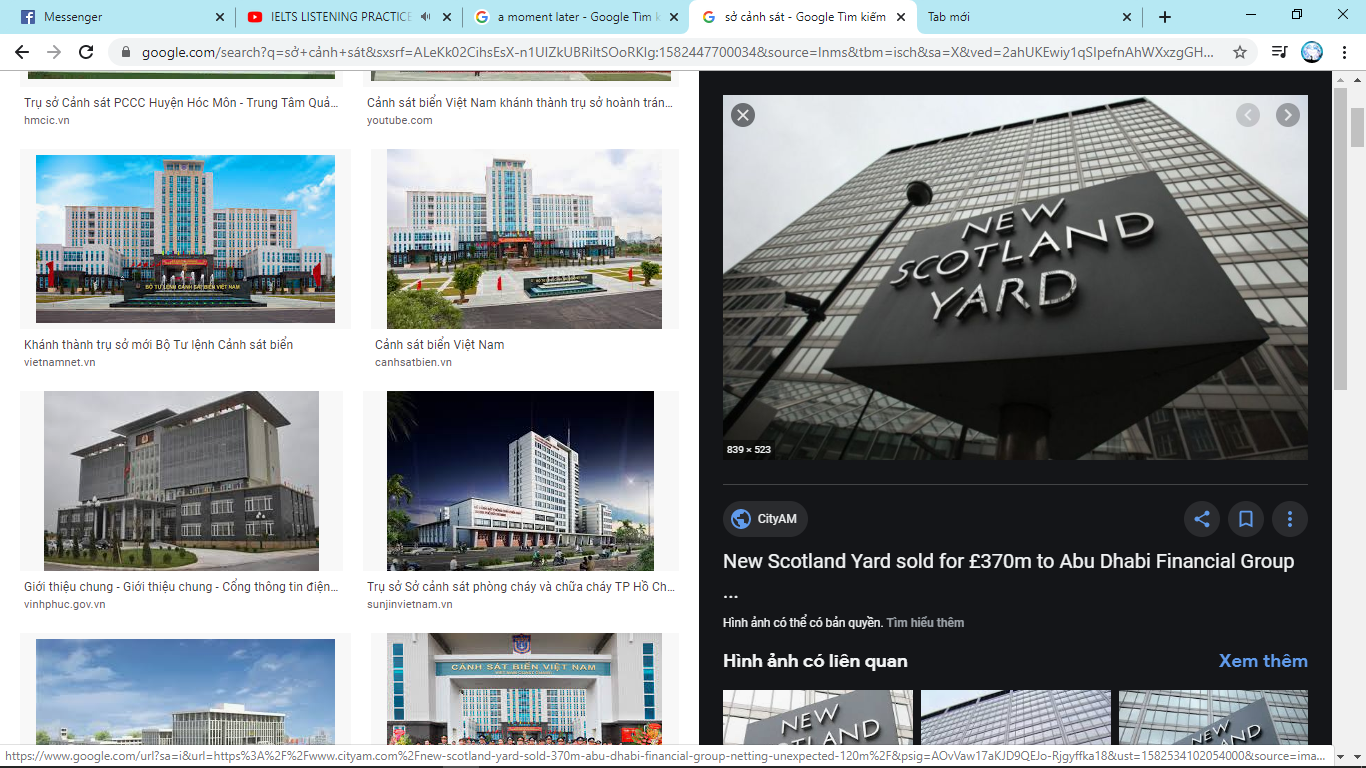 Messenger
IELTS LISTENING PRACTICE
a moment later - Google Tìm k
sở cảnh sát - Google Tìm kiếm
Tab mới
google.com/search?q=sở+cảnh+sát&sxsrf=ALeKk02CihsEsX-n1UIZkUBRiItSOoRKIg:1582447700034&source=lnms&tbm=isch&sa=X&ved=2ahUKEwiy1qSIpefnAhWXxzgGH...
Trụ sở Cảnh sát PCCC Huyện Hóc Môn - Trung Tâm Quả...
hmcic.vn
Cảnh sát biển Việt Nam khánh thành trụ sở hoành trán...
youtube.com
BỘ TƯ LỆNH CẢNH SÁT BIỂN VIỆT NAM
Khánh thành trụ sở mới Bộ Tư lệnh Cảnh sát biển
vietnamnet.vn
Cảnh sát biển Việt Nam
canhsatbien.vn
Giới thiệu chung - Giới thiệu chung - Cổng thông tin điện...
vinhphuc.gov.vn
Trụ sở Sở cảnh sát phòng cháy và chữa cháy TP Hồ Ch...
sunjinvietnam.vn
CẢNH SÁT BIỂN VIỆT NAM
VIETNAM COAST GUARD
NEW
SCOTLAND
YARD
839 × 523
CityAM
New Scotland Yard sold for £370m to Abu Dhabi Financial Group
...
Hình ảnh có thể có bản quyền. Tìm hiểu thêm
Hình ảnh có liên quan
Xem thêm
NEW
SCOTLAND
NEW
SCOTLAND
https://www.google.com/url?sa=i&url=https%3A%2F%2Fwww.cityam.com%2Fnew-scotland-yard-sold-370m-abu-dhabi-financial-group-netting-unexpected-120m%2F&psig=AOvVaw17aKJD9QEJo-Rjgyffka18&ust=1582534102054000&source=ima...